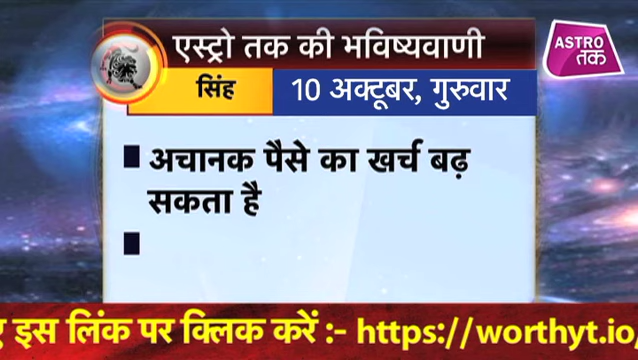 एस्ट्रो तक की भविष्यवाणी
ASTRO
तक
सिंह
10 अक्टूबर, गुरुवार
अचानक पैसे का खर्च बढ़
सकता है
इस लिंक पर क्लिक करें :- https://worthyt.io/